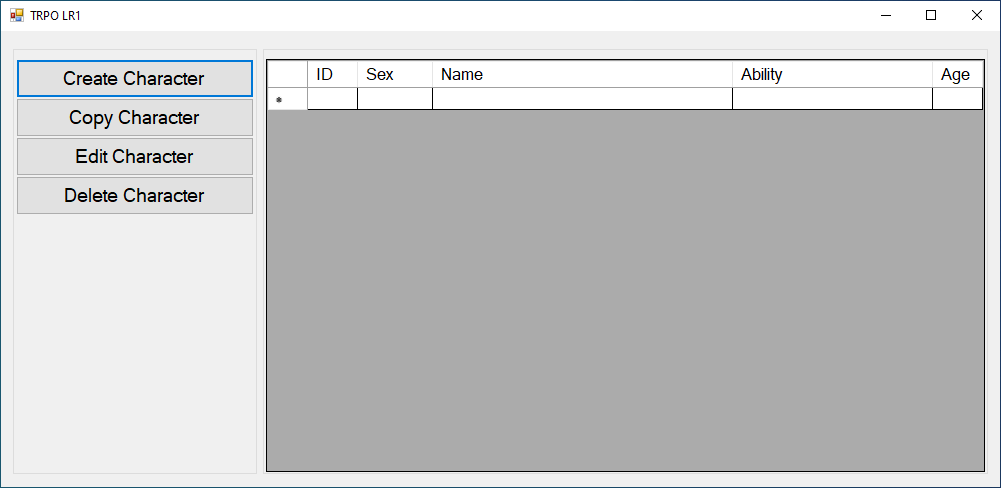 TRPO LR1
Create Character
Copy Character
Edit Character
Delete Character
ID Sex Name Ability Age
*